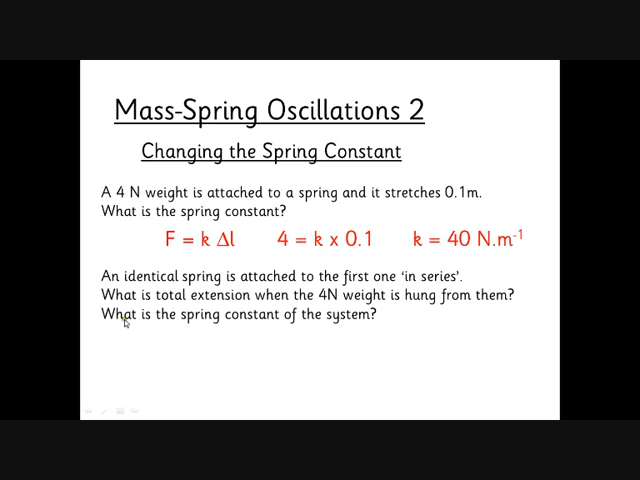 Mass-Spring Oscillations 2
Changing the Spring Constant
A 4 N weight is attached to a spring and it stretches 0.1m.
What is the spring constant?
F = k Δl 4 = k x 0.1 k = 40 N.m⁻¹
An identical spring is attached to the first one ‘in series’.
What is total extension when the 4N weight is hung from them?
What is the spring constant of the system?